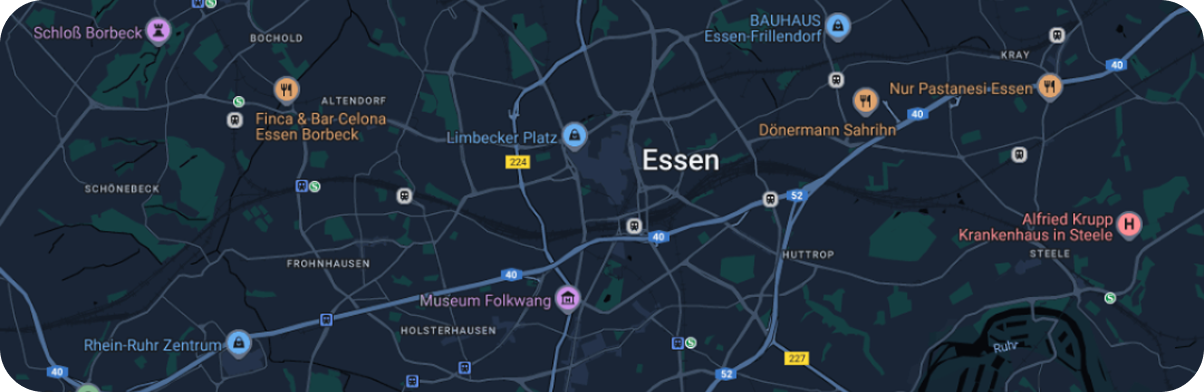 BAUHAUS
Essen-Frillendorf
Schloß Borbeck
BOCHOLD
KRAY
40
Nur Pastanesi Essen
ALTENDORF
40
Finca & Bar Celona
Essen Borbeck
Dönermann Sahrihn
Limbecker Platz
224
Essen
SCHÖNEBECK
52
Alfried Krupp
Krankenhaus in Steele
40
HUTTROP
STEELE
FROHNHAUSEN
40
Museum Folkwang
HOLSTERHAUSEN
Rhein-Ruhr Zentrum
Ruhr
227
40
52